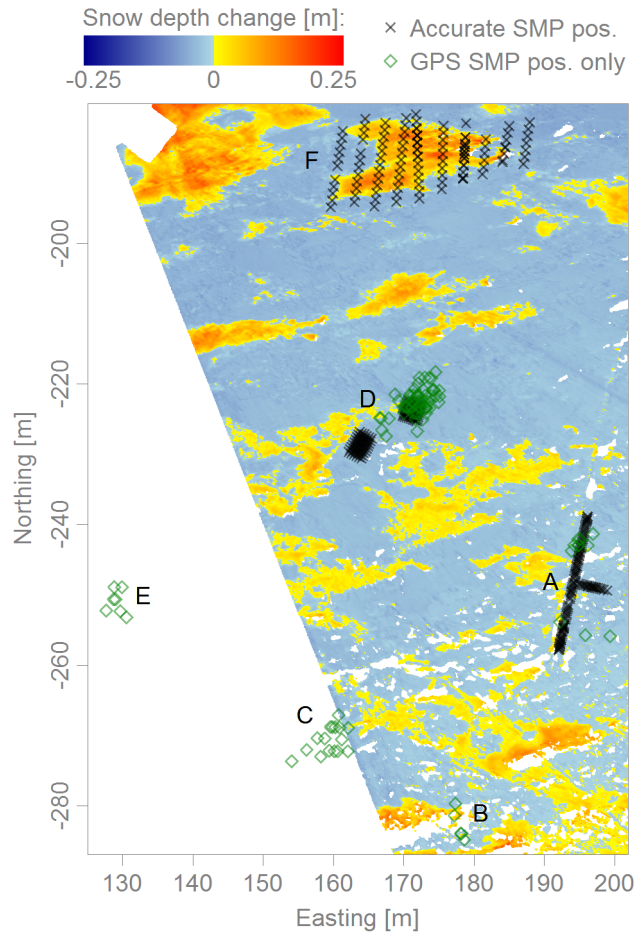 Snow depth change [m]:
-0.25 0 0.25
× Accurate SMP pos.
◇ GPS SMP pos. only
F
D
A
E
C
B
-200
-220
-240
-260
-280
Northing [m]
130 140 150 160 170 180 190 200
Easting [m]